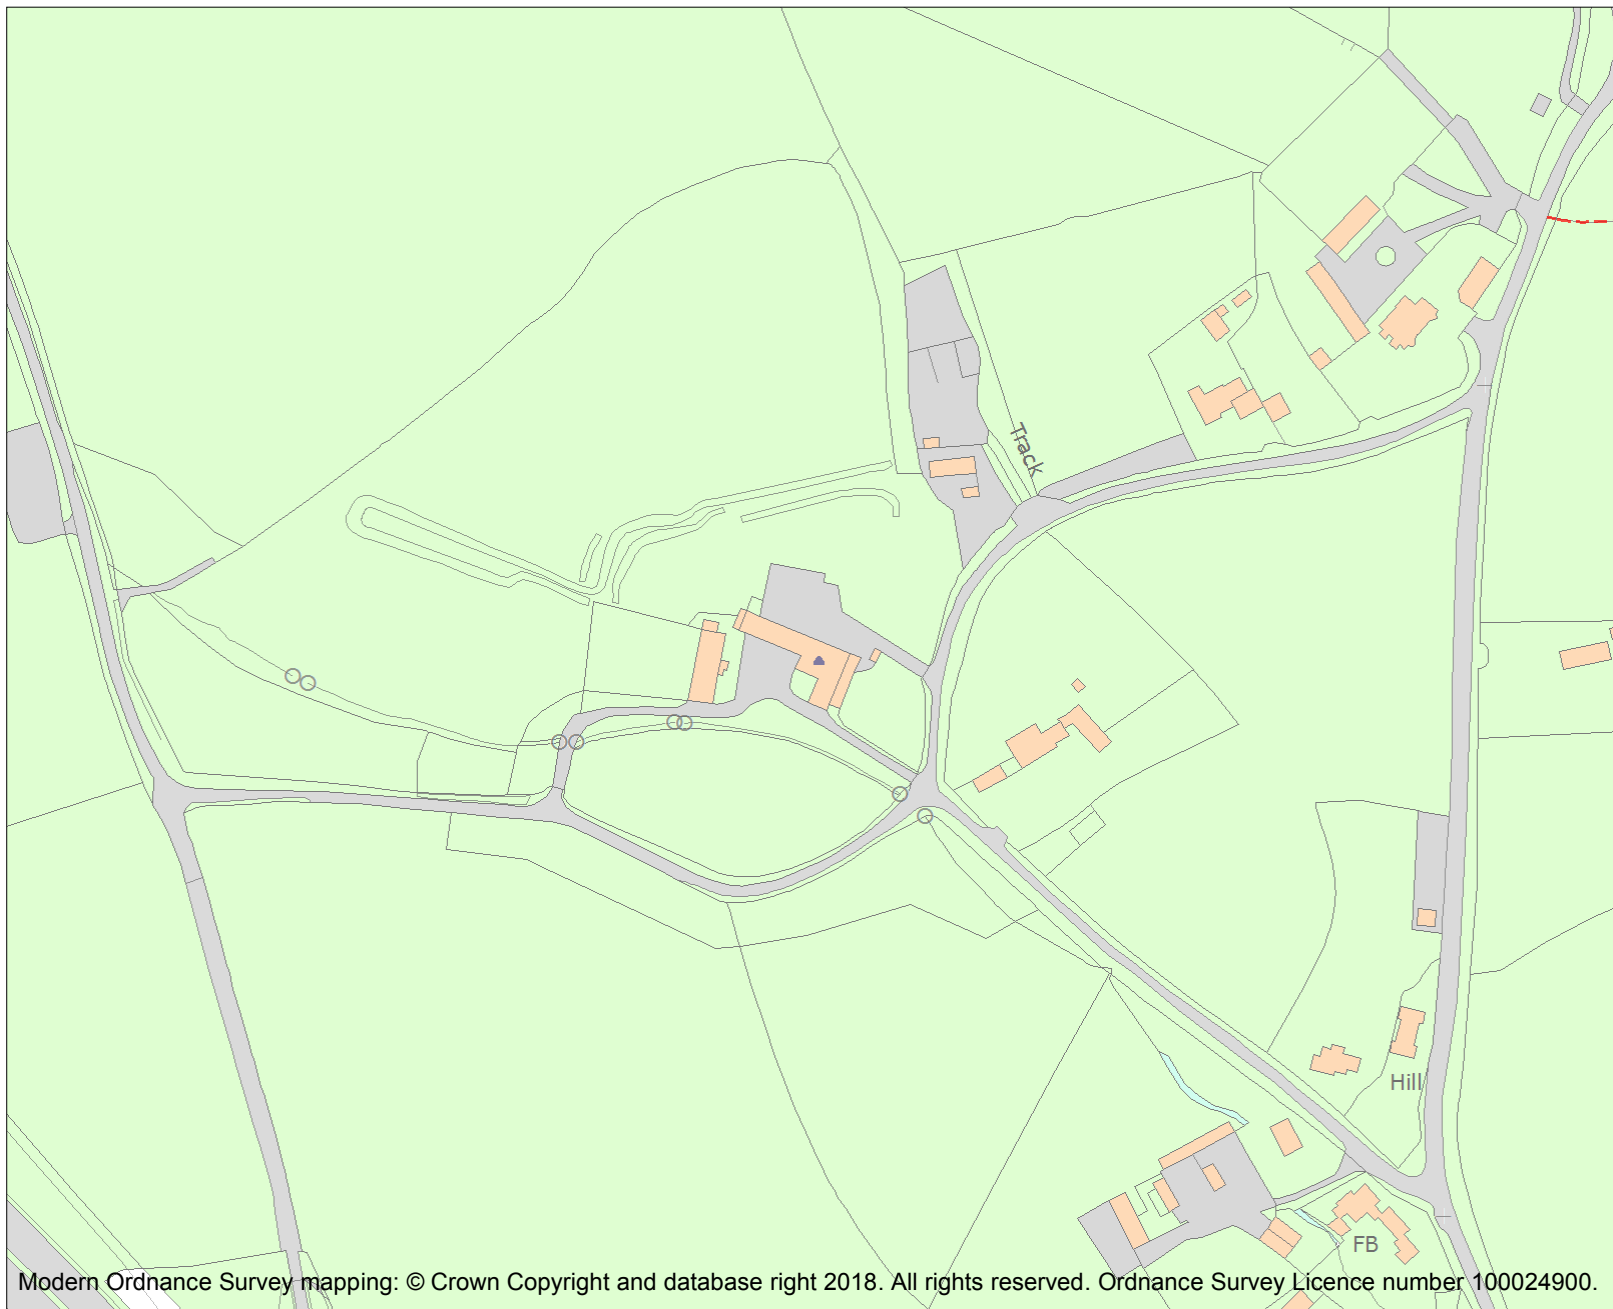 Track
Hill
FB
Modern Ordnance Survey mapping: © Crown Copyright and database right 2018. All rights reserved. Ordnance Survey Licence number 100024900.